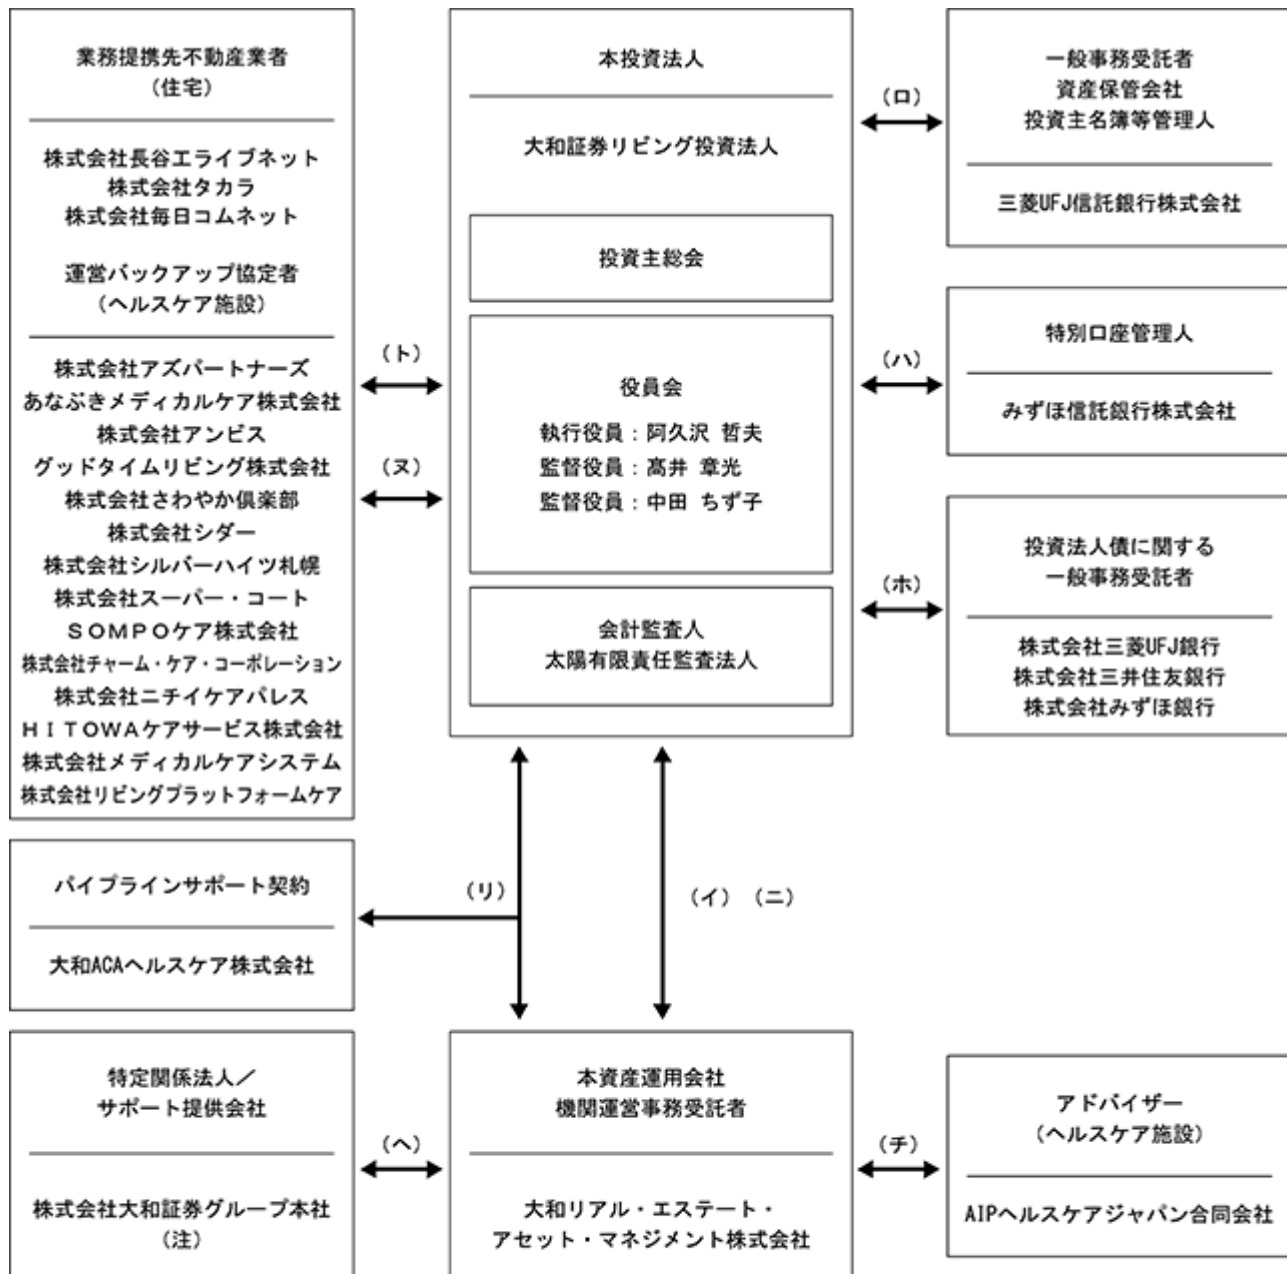 業務提携先不動産業者
（住宅）
株式会社長谷エライブネット
株式会社タカラ
株式会社毎日コムネット
運営バックアップ協定者
（ヘルスケア施設）
株式会社アズパートナーズ
あなぶきメディカルケア株式会社
株式会社アンビス
グッドタイムリビング株式会社
株式会社さわやか倶楽部
株式会社シダー
株式会社シルバーハイツ札幌
株式会社スーパー・コート
ＳＯＭＰＯケア株式会社
株式会社チャーム・ケア・コーポレーション
株式会社ニチイケアパレス
ＨＩＴＯＷＡケアサービス株式会社
株式会社メディカルケアシステム
株式会社リビングプラットフォームケア
（ト）
（ヌ）
本投資法人
大和証券リビング投資法人
投資主総会
役員会
執行役員：阿久沢 哲夫
監督役員：髙井 章光
監督役員：中田 ちず子
会計監査人
太陽有限責任監査法人
（ロ）
一般事務受託者
資産保管会社
投資主名簿等管理人
三菱UFJ信託銀行株式会社
（ハ）
特別口座管理人
みずほ信託銀行株式会社
（ホ）
投資法人債に関する
一般事務受託者
株式会社三菱UFJ銀行
株式会社三井住友銀行
株式会社みずほ銀行
パイプラインサポート契約
大和ACAヘルスケア株式会社
（リ）
（イ）（ニ）
特定関係法人／
サポート提供会社
株式会社大和証券グループ本社
（注）
（ヘ）
本資産運用会社
機関運営事務受託者
大和リアル・エステート・
アセット・マネジメント株式会社
（チ）
アドバイザー
（ヘルスケア施設）
AIPヘルスケアジャパン合同会社